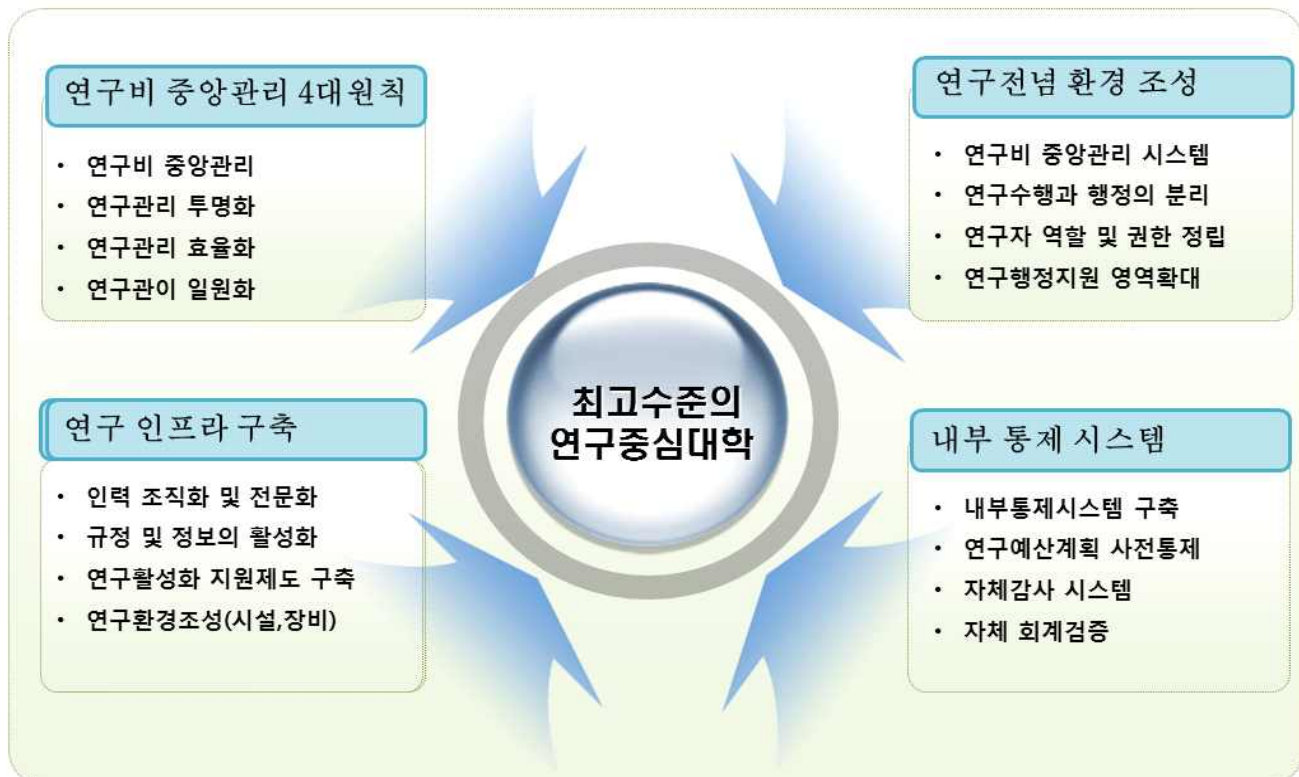 연구비 중앙관리 4대원칙
• 연구비 중앙관리
• 연구관리 투명화
• 연구관리 효율화
• 연구관이 일원화
연구전념 환경 조성
• 연구비 중앙관리 시스템
• 연구수행과 행정의 분리
• 연구자 역할 및 권한 정립
• 연구행정지원 영역확대
최고수준의
연구중심대학
연구 인프라 구축
• 인력 조직화 및 전문화
• 규정 및 정보의 활성화
• 연구활성화 지원제도 구축
• 연구환경조성(시설,장비)
내부 통제 시스템
• 내부통제시스템 구축
• 연구예산계획 사전통제
• 자체감사 시스템
• 자체 회계검증